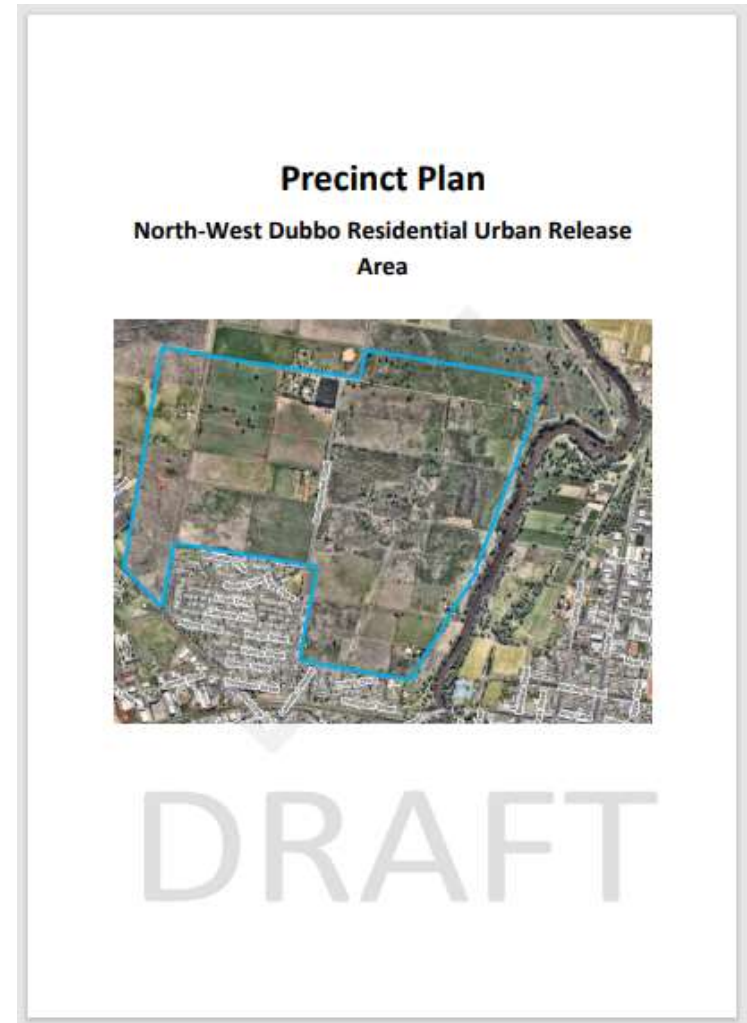 Precinct Plan
North-West Dubbo Residential Urban Release
Area
DRAFT